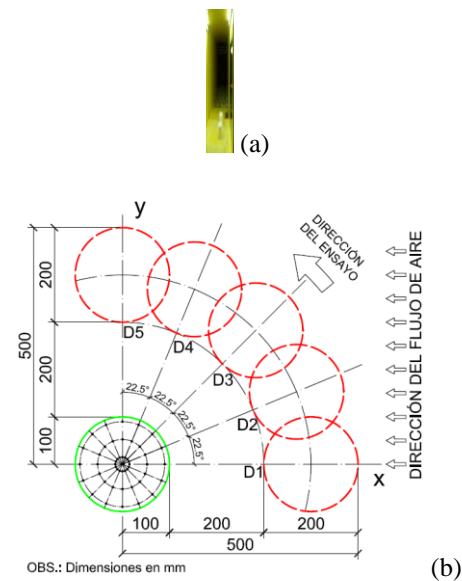 (a)
y
DIRECCIÓN
DEL ENSAYO
DIRECCIÓN DEL FLUJO DE AIRE
500
200
200
100
D5
D4
D3
D2
D1
22.5°
22.5°
22.5°
22.5°
x
100
200
200
500
OBS.: Dimensiones en mm
(b)